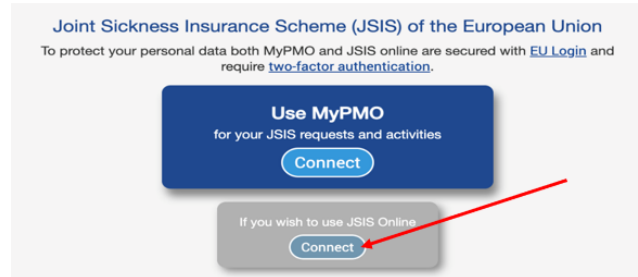 Joint Sickness Insurance Scheme (JSIS) of the European Union
To protect your personal data both MyPMO and JSIS online are secured with EU Login and
require two-factor authentication.
Use MyPMO
for your JSIS requests and activities
Connect
If you wish to use JSIS Online
Connect